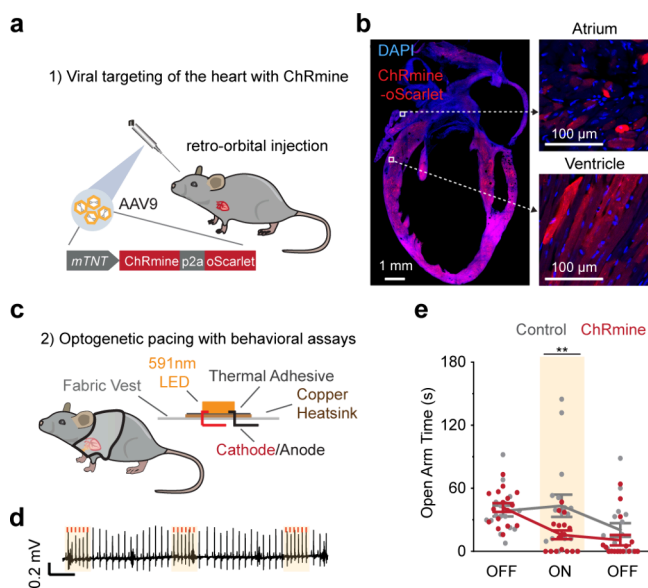 a
1) Viral targeting of the heart with ChRmine
retro-orbital injection
AAV9
mTNT ChRmine p2a oScarlet
b
DAPI
ChRmine
-oScarlet
1 mm
Atrium
100 µm
Ventricle
100 µm
c
2) Optogenetic pacing with behavioral assays
591nm
LED
Fabric Vest
Thermal Adhesive
Copper
Heatsink
Cathode/Anode
d
0.2 mV
e
Control ChRmine
**
Open Arm Time (s)
180
120
60
0
OFF ON OFF